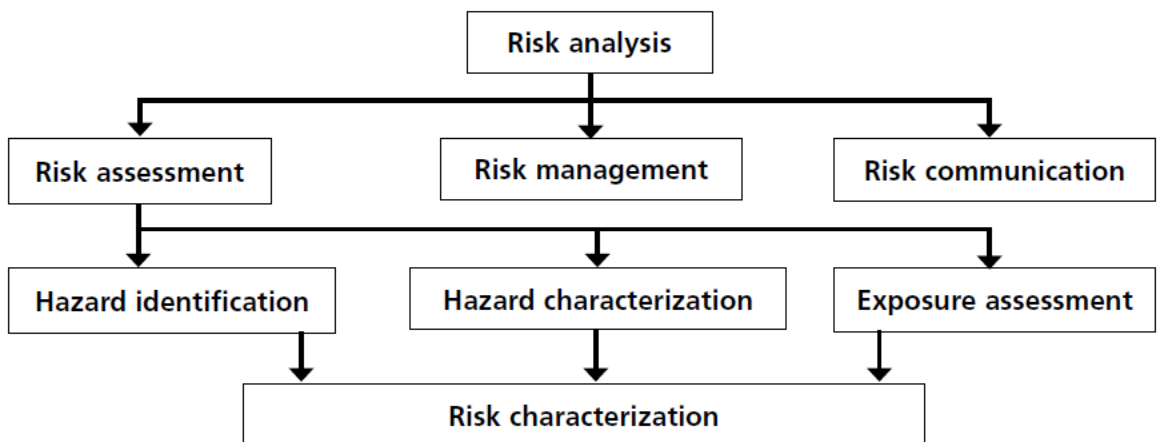 Risk analysis
Risk assessment
Risk management
Risk communication
Hazard identification
Hazard characterization
Exposure assessment
Risk characterization